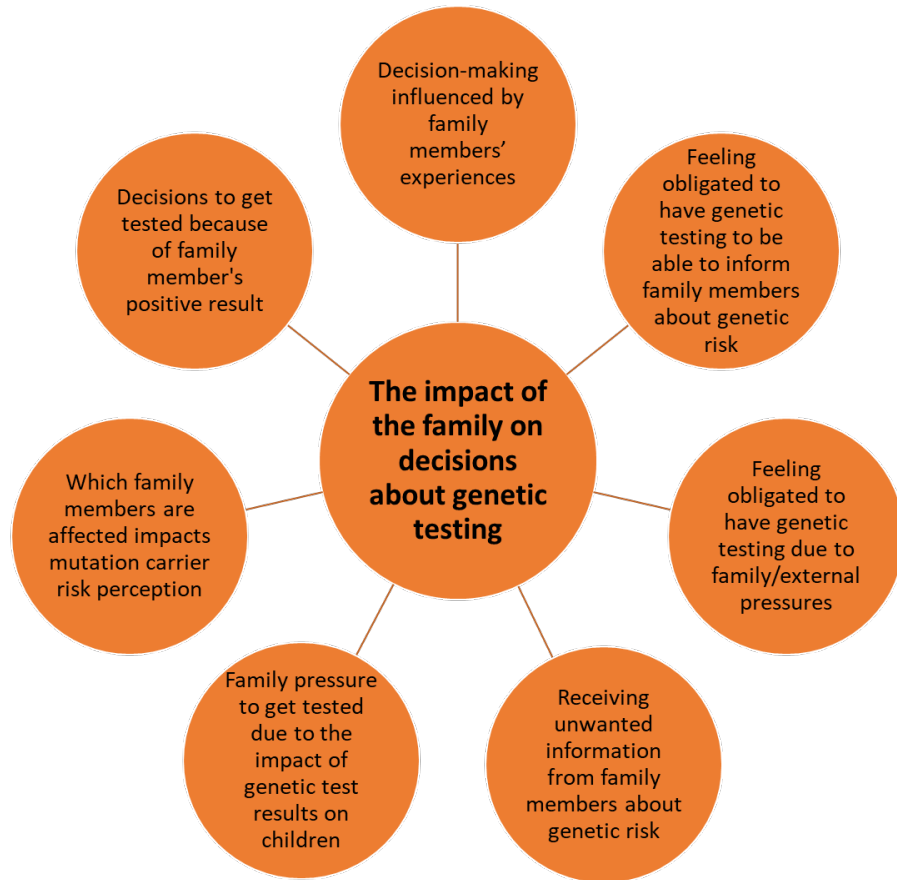 Decision-making
influenced by
family
members’
experiences
Feeling
obligated to
have genetic
testing to be
able to inform
family members
about genetic
risk
Feeling
obligated to
have genetic
testing due to
family/external
pressures
Receiving
unwanted
information
from family
members about
genetic risk
Family pressure
to get tested
due to the
impact of
genetic test
results on
children
Which family
members are
affected impacts
mutation carrier
risk perception
Decisions to get
tested because
of family
member's
positive result
The impact of
the family on
decisions
about genetic
testing